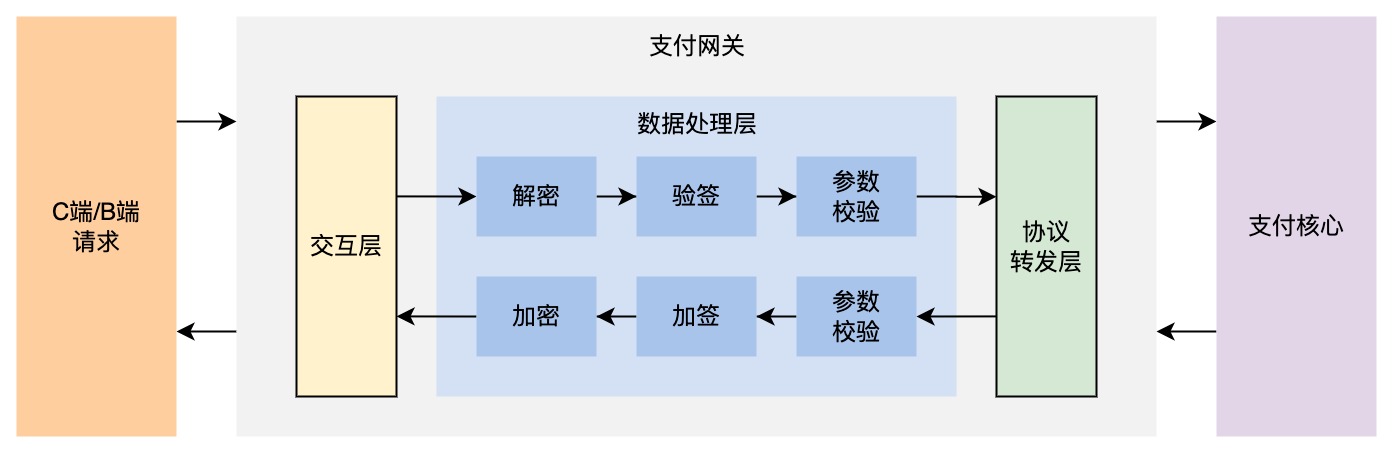 支付网关
数据处理层
C端/B端
请求
交互层
解密
验签
参数
校验
加密
加签
参数
校验
协议
转发层
支付核心